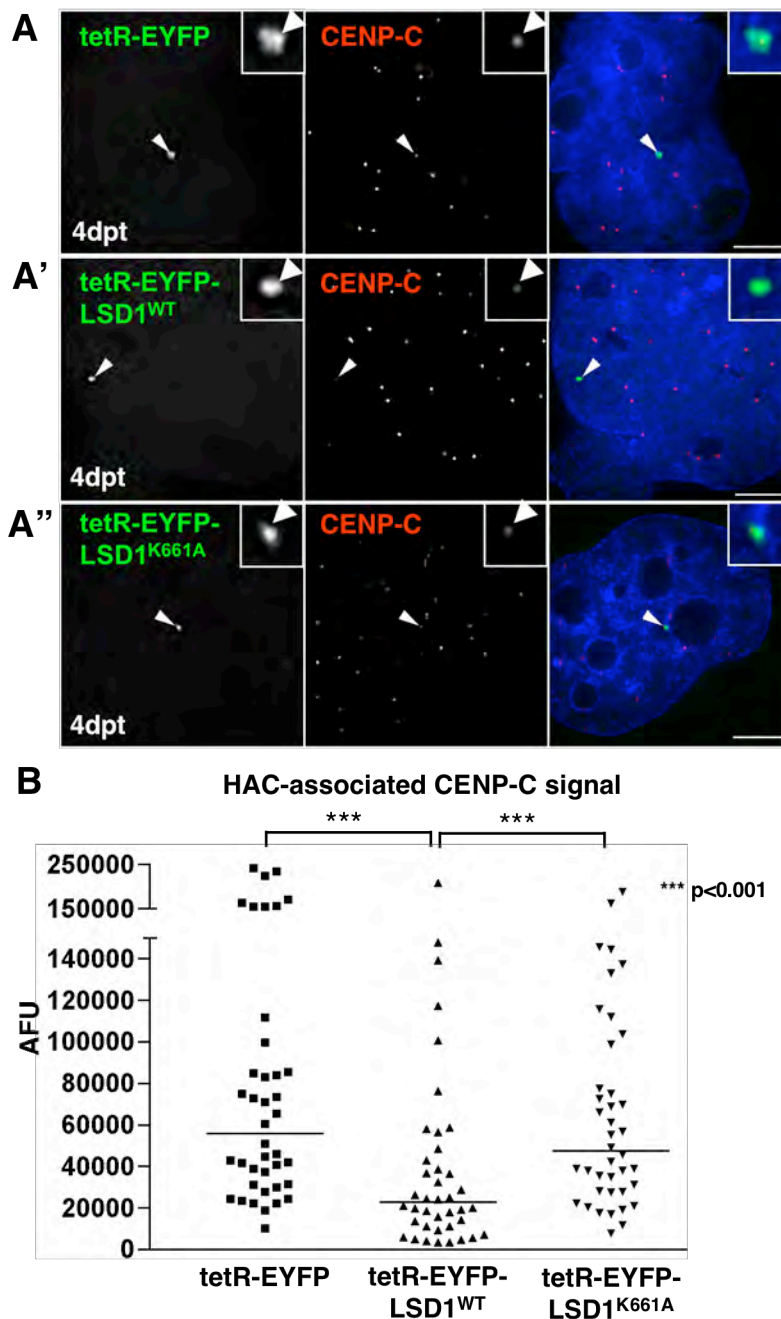 A
tetR-EYFP
CENP-C
4dpt
A'
tetR-EYFP-
LSD1WT
CENP-C
4dpt
A"
tetR-EYFP-
LSD1K661A
CENP-C
4dpt
B
HAC-associated CENP-C signal
***
***
*** p<0.001
250000
150000
140000
120000
100000
80000
60000
40000
20000
0
AFU
tetR-EYFP
tetR-EYFP-
LSD1WT
tetR-EYFP-
LSD1K661A